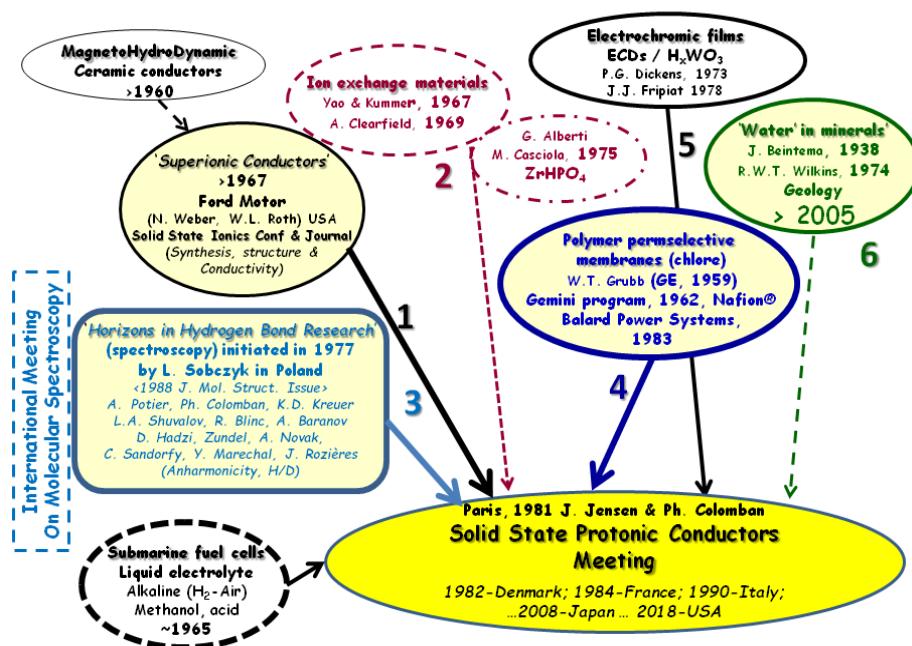 MagnetoHydroDynamic
Ceramic conductors
>1960
Ion exchange materials
Yao & Kummer, 1967
A. Clearfield, 1969
2
G. Alberti
M. Casciola, 1975
ZrHPO₄
Electrochromic films
ECDs / HₓWO₃
P.G. Dickens, 1973
J.J. Fripiat 1978
5
'Water' in minerals'
J. Beintema, 1938
R.W.T. Wilkins, 1974
Geology
> 2005
6
'Superionic Conductors'
>1967
Ford Motor
(N. Weber, W.L. Roth) USA
Solid State Ionics Conf & Journal
(Synthesis, structure &
Conductivity)
1
Polymer permselective
membranes (chlore)
W.T. Grubb (GE, 1959)
Gemini program, 1962, Nafion®
Balard Power Systems,
1983
4
International Meeting
On Molecular Spectroscopy
'Horizons in Hydrogen Bond Research'
(spectroscopy) initiated in 1977
by L. Sobczyk in Poland
<1988 J. Mol. Struct. Issue>
A. Potier, Ph. Colomban, K.D. Kreuer
L.A. Shuvalov, R. Blinc, A. Baranov
D. Hadzi, Zundel, A. Novak,
C. Sandorfy, Y. Marechal, J. Rozières
(Anharmonicity, H/D)
3
Submarine fuel cells
Liquid electrolyte
Alkaline (H₂-Air)
Methanol, acid
~1965
Paris, 1981 J. Jensen & Ph. Colomban
Solid State Protonic Conductors
Meeting
1982-Denmark; 1984-France; 1990-Italy;
...2008-Japan ... 2018-USA